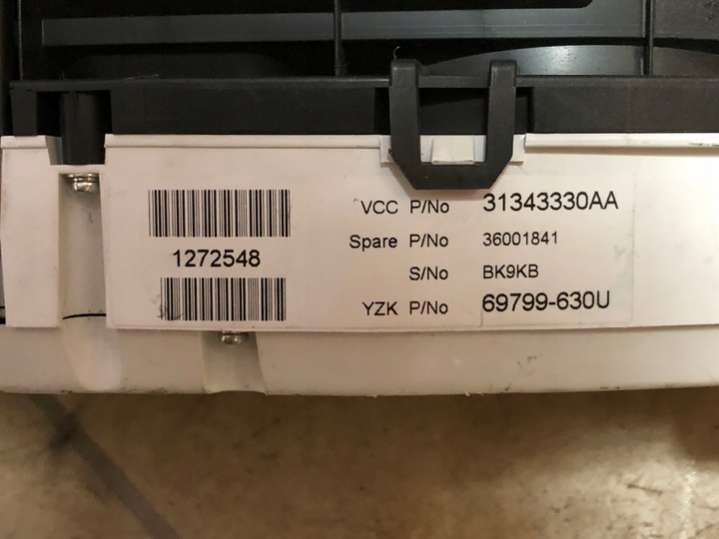 VCC P/No 31343330AA
Spare P/No 36001841
1272548
S/No BK9KB
YZK P/No 69799-630U